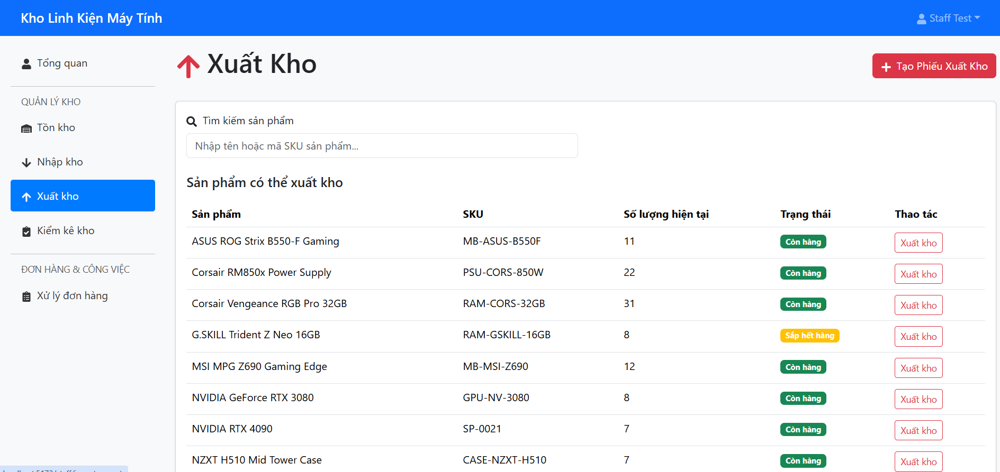 Kho Linh Kiện Máy Tính
Staff Test
Tổng quan
QUẢN LÝ KHO
Tồn kho
Nhập kho
Xuất kho
Kiểm kê kho
ĐƠN HÀNG & CÔNG VIỆC
Xử lý đơn hàng
Xuất Kho
Tạo Phiếu Xuất Kho
Tìm kiếm sản phẩm
Nhập tên hoặc mã SKU sản phẩm...
Sản phẩm có thể xuất kho
Sản phẩm SKU Số lượng hiện tại Trạng thái Thao tác
ASUS ROG Strix B550-F Gaming MB-ASUS-B550F 11 Còn hàng Xuất kho
Corsair RM850x Power Supply PSU-CORS-850W 22 Còn hàng Xuất kho
Corsair Vengeance RGB Pro 32GB RAM-CORS-32GB 31 Còn hàng Xuất kho
G.SKILL Trident Z Neo 16GB RAM-GSKILL-16GB 8 Sắp hết hàng Xuất kho
MSI MPG Z690 Gaming Edge MB-MSI-Z690 12 Còn hàng Xuất kho
NVIDIA GeForce RTX 3080 GPU-NV-3080 8 Còn hàng Xuất kho
NVIDIA RTX 4090 SP-0021 7 Còn hàng Xuất kho
NZXT H510 Mid Tower Case CASE-NZXT-H510 7 Còn hàng Xuất kho